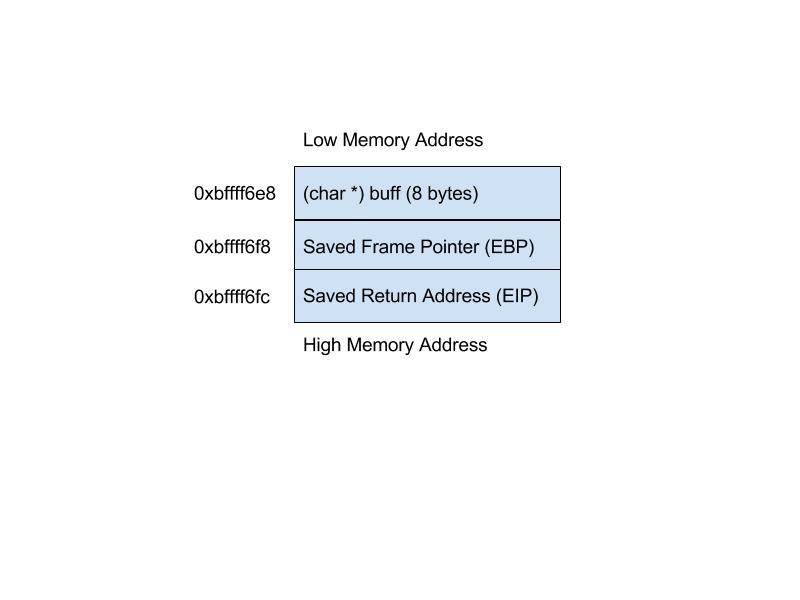 Low Memory Address
0xbffff6e8 (char *) buff (8 bytes)
0xbffff6f8 Saved Frame Pointer (EBP)
0xbffff6fc Saved Return Address (EIP)
High Memory Address